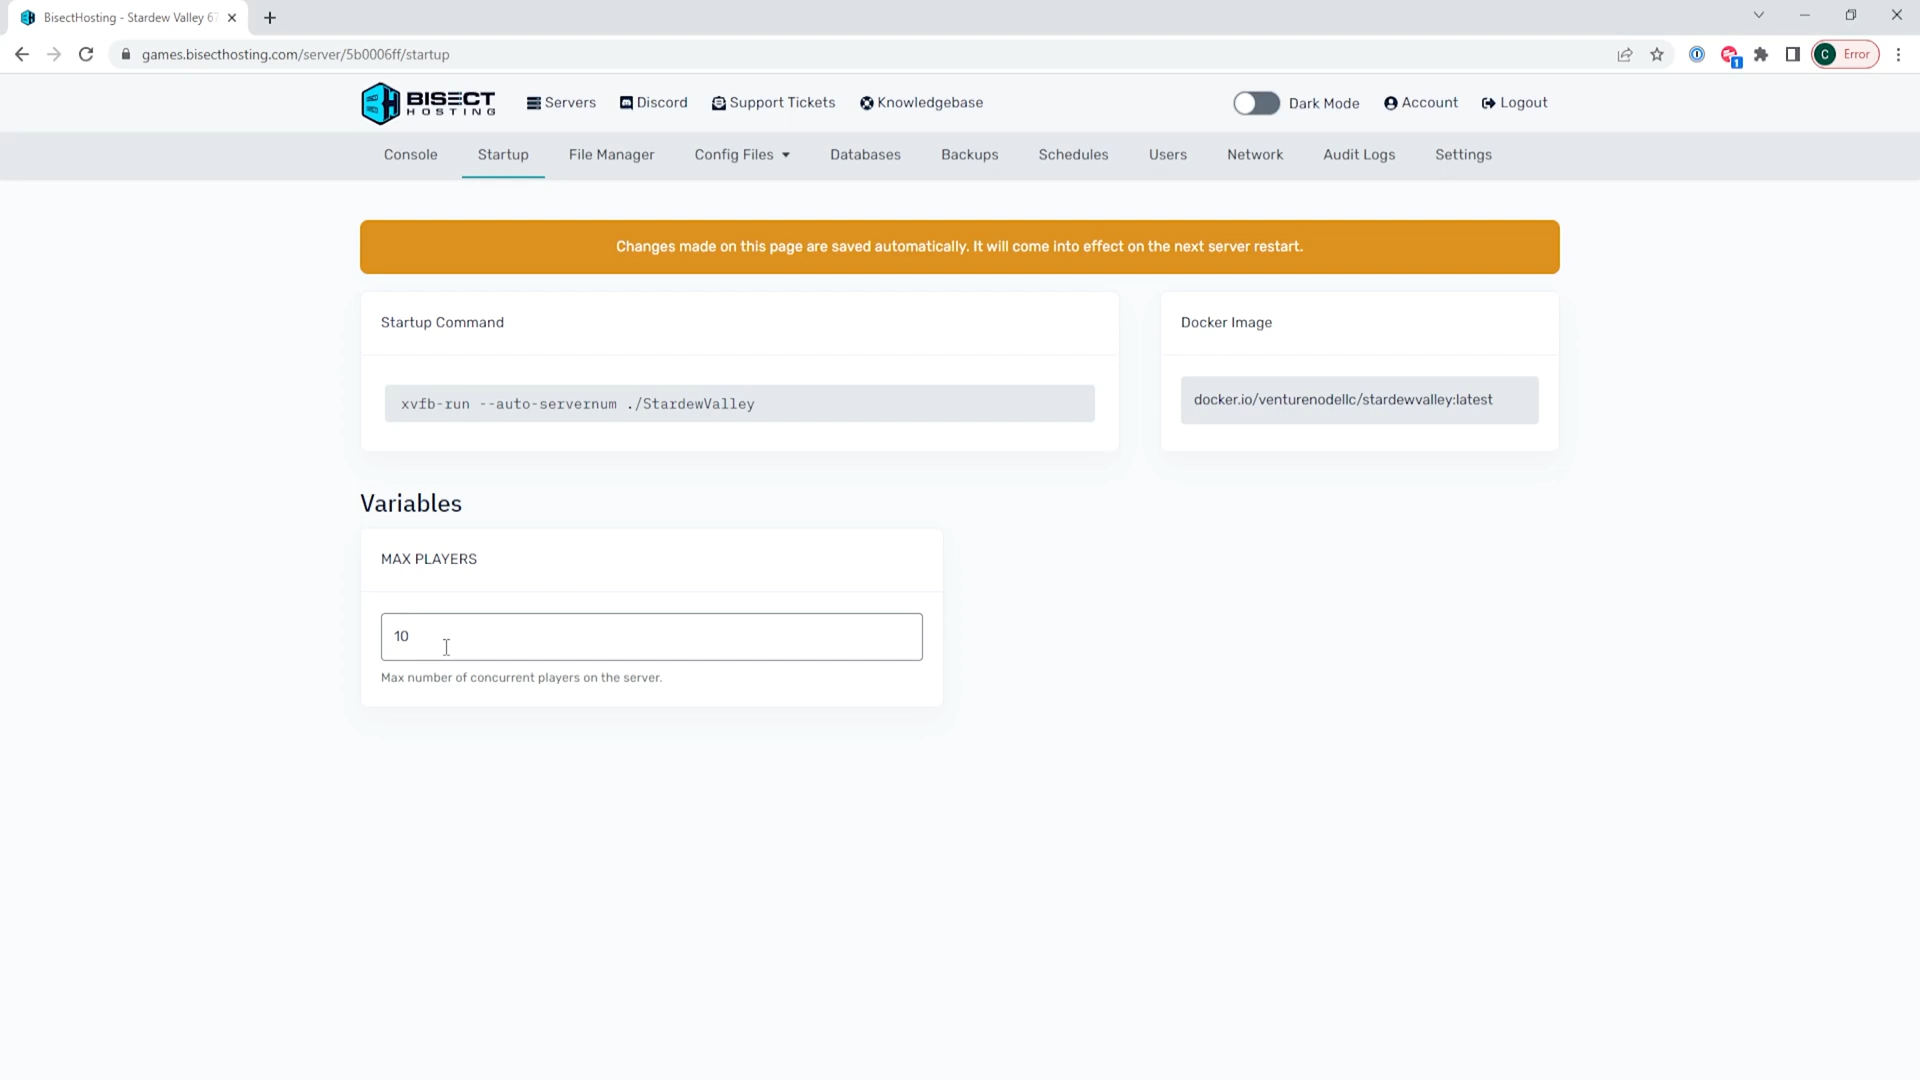 BisectHosting - Stardew Valley 67
games.bisecthosting.com/server/5b0006ff/startup
1
C
Error
BISECT
HOSTING
Servers
Discord
Support Tickets
Knowledgebase
Dark Mode
Account
Logout
Console
Startup
File Manager
Config Files
Databases
Backups
Schedules
Users
Network
Audit Logs
Settings
Changes made on this page are saved automatically. It will come into effect on the next server restart.
Startup Command
Docker Image
xvfb-run --auto-servernum ./StardewValley
docker.io/venturenodellc/stardewvalley:latest
Variables
MAX PLAYERS
10
Max number of concurrent players on the server.